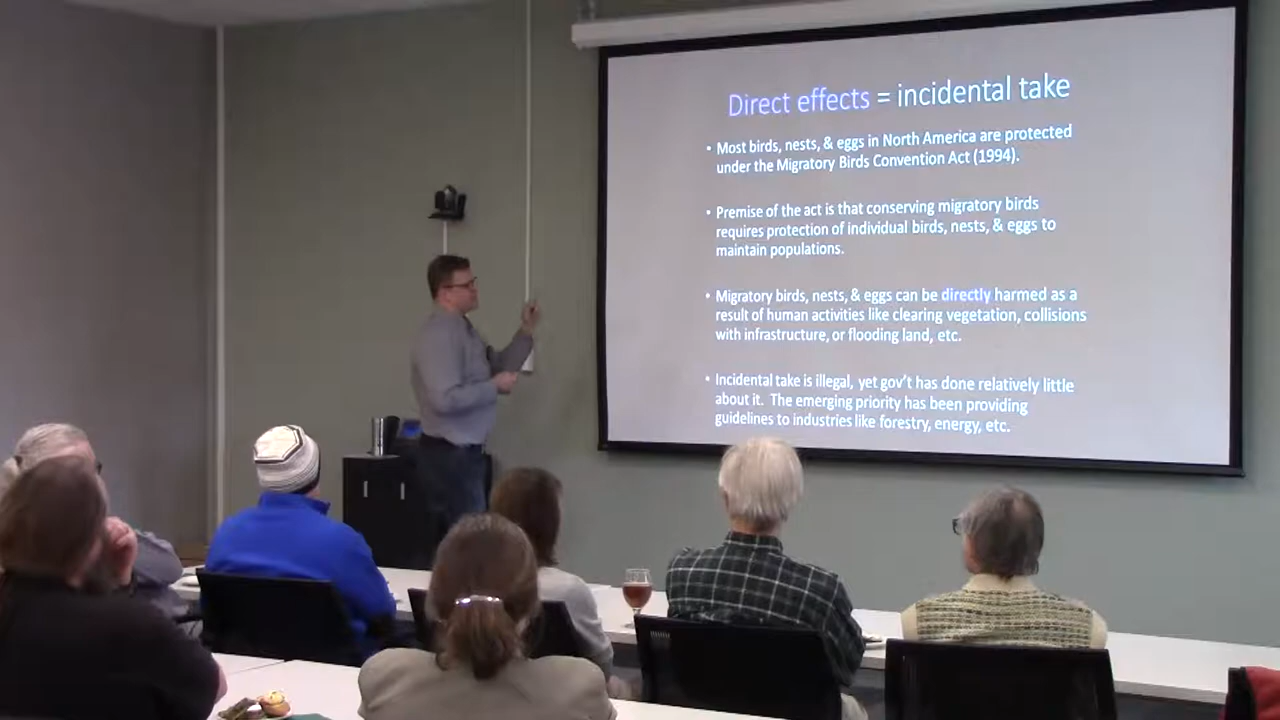 Direct effects = incidental take
• Most birds, nests, & eggs in North America are protected
under the Migratory Birds Convention Act (1994).
• Premise of the act is that conserving migratory birds
requires protection of individual birds, nests, & eggs to
maintain populations.
• Migratory birds, nests, & eggs can be directly harmed as a
result of human activities like clearing vegetation, collisions
with infrastructure, or flooding land, etc.
• Incidental take is illegal, yet gov't has done relatively little
about it. The emerging priority has been providing
guidelines to industries like forestry, energy, etc.